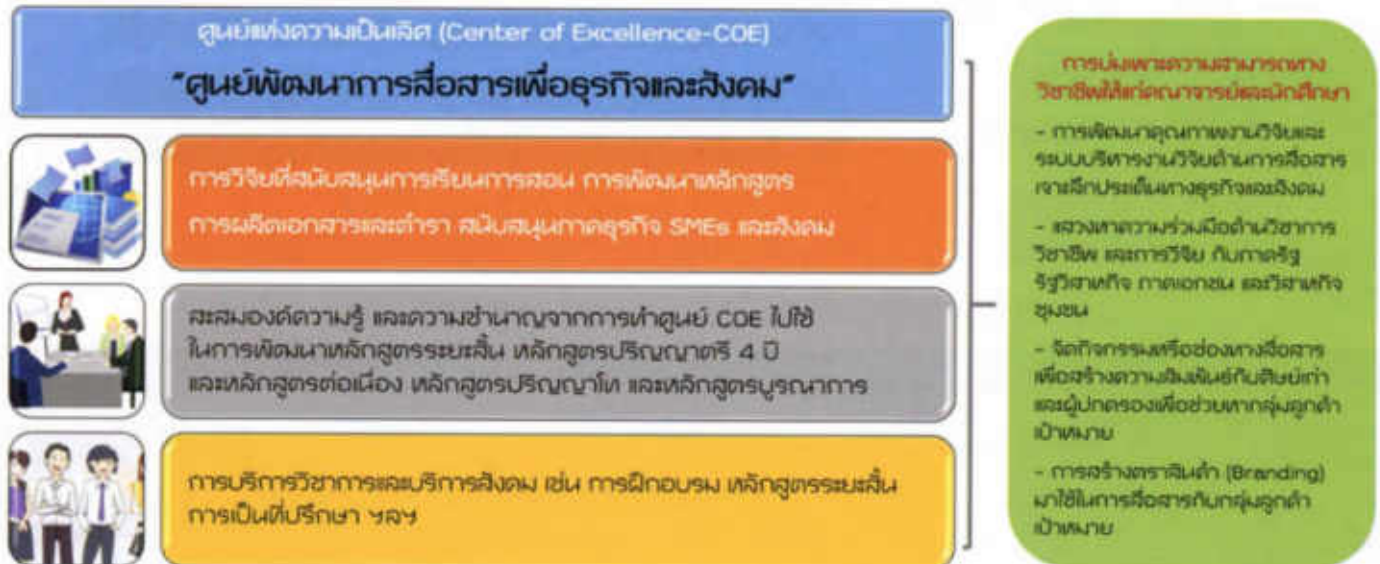 ศูนย์แห่งความเป็นเลิศ (Center of Excellence-COE)
"ศูนย์พัฒนาการสื่อสารเพื่อธุรกิจและสังคม"
การวิจัยที่สนับสนุนการเรียนการสอน การพัฒนาหลักสูตร
การผลิตเอกสารและตำรา สนับสนุนภาคธุรกิจ SMEs และสังคม
สะสมองค์ความรู้ และความชำนาญจากการทำศูนย์ COE ไปใช้
ในการพัฒนาหลักสูตรระยะสั้น หลักสูตรปริญญาตรี 4 ปี
และหลักสูตรต่อเนื่อง หลักสูตรปริญญาโท และหลักสูตรบูรณาการ
การบริการวิชาการและบริการสังคม เช่น การฝึกอบรม หลักสูตรระยะสั้น
การเป็นที่ปรึกษา ฯลฯ
การบ่มเพาะความสามารถทาง
วิชาชีพให้แก่คณาจารย์และนักศึกษา
- การพัฒนาคุณภาพงานวิจัยและ
ระบบบริหารงานวิจัยด้านการสื่อสาร
เจาะลึกประเด็นทางธุรกิจและสังคม
- แสวงหาความร่วมมือด้านวิชาการ
วิชาชีพ และการวิจัย กับภาครัฐ
รัฐวิสาหกิจ ภาคเอกชน และวิสาหกิจ
ชุมชน
- จัดกิจกรรมหรือช่องทางสื่อสาร
เพื่อสร้างความสัมพันธ์กับศิษย์เก่า
และผู้ปกครองเพื่อช่วยหากลุ่มลูกค้า
เป้าหมาย
- การสร้างตราสินค้า (Branding)
มาใช้ในการสื่อสารกับกลุ่มลูกค้า
เป้าหมาย